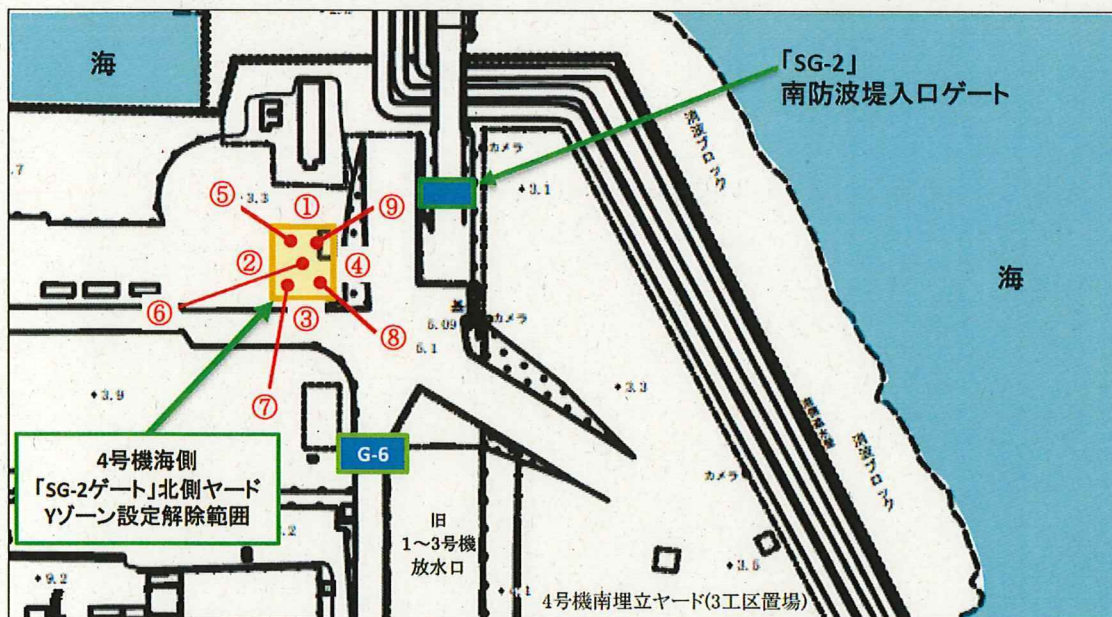 海
「SG-2」
南防波堤入口ゲート
消波ブロック
カメラ
3.1
.7
3.3
⑤
①
⑨
②
④
海
⑥
③
⑧
5.09
カメラ
5.1
⑦
3.9
3.3
消波ブロック
4号機海側
「SG-2ゲート」北側ヤード
Yゾーン設定解除範囲
G-6
カメラ
旧
1～3号機
放水口
.2
9.2
4号機南埋立ヤード(3工区置場)